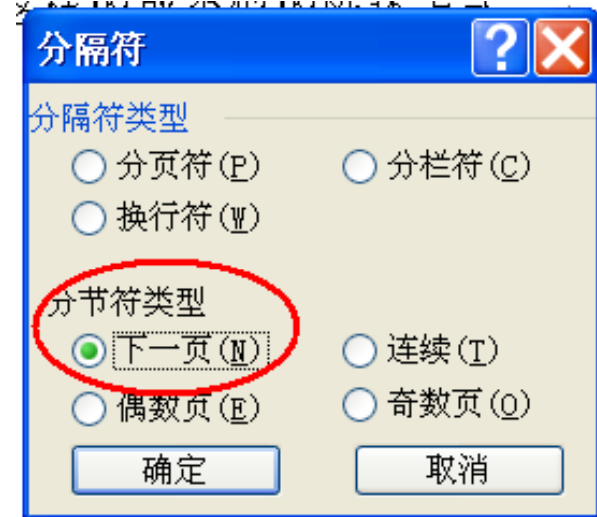 分隔符
分隔符类型
分页符(P) 分栏符(C)
换行符(W)
分节符类型
下一页(N) 连续(T)
偶数页(E) 奇数页(O)
确定 取消